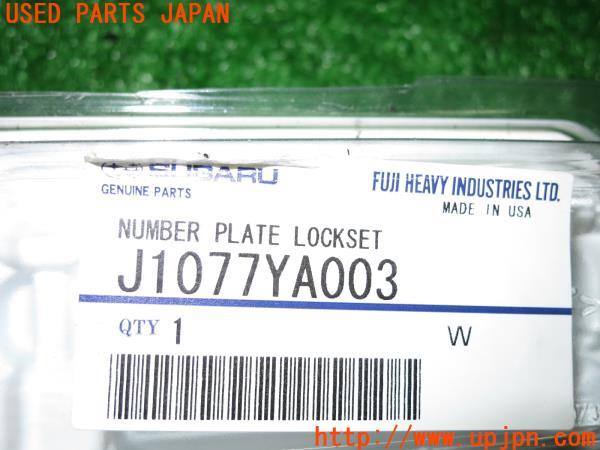 USED PARTS JAPAN
SUBARU
GENUINE PARTS
FUJI HEAVY INDUSTRIES LTD.
MADE IN USA
NUMBER PLATE LOCKSET
J1077YA003
QTY 1
W
http://www.upjpn.com